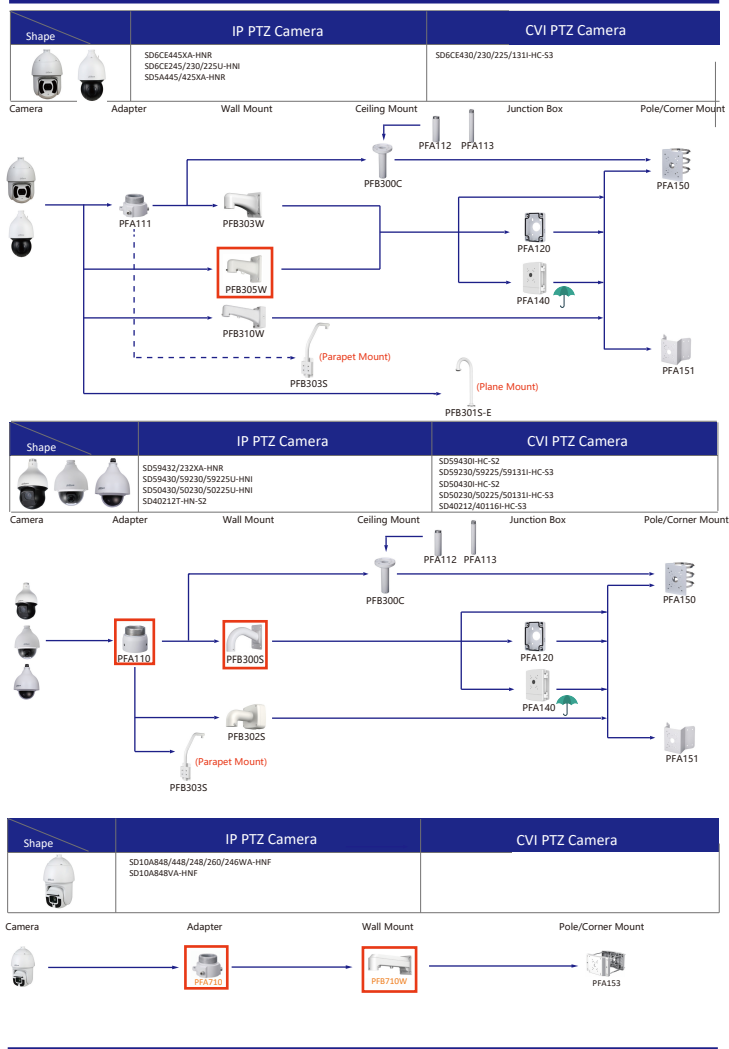 Shape
IP PTZ Camera
CVI PTZ Camera
SD6CE445XA-HNR
SD6CE245/230/225U-HNI
SD5A445/425XA-HNR
SD6CE430/230/225/131I-HC-S3
Camera
Adapter
Wall Mount
Ceiling Mount
Junction Box
Pole/Corner Mount
PFA112
PFA113
PFB300C
PFA150
PFA111
PFB303W
PFA120
PFB305W
PFA140
PFB310W
(Parapet Mount)
PFA151
PFB303S
(Plane Mount)
PFB301S-E
Shape
IP PTZ Camera
CVI PTZ Camera
SD59432/232XA-HNR
SD59430/59230/59225U-HNI
SD50430/50230/50225U-HNI
SD40212T-HN-S2
SD59430I-HC-S2
SD59230/59225/59131I-HC-S3
SD50430I-HC-S2
SD50230/50225/50131I-HC-S3
SD40212/40116I-HC-S3
Camera
Adapter
Wall Mount
Ceiling Mount
Junction Box
Pole/Corner Mount
PFA112
PFA113
PFB300C
PFA150
PFA110
PFB300S
PFA120
PFA140
PFB302S
(Parapet Mount)
PFA151
PFB303S
Shape
IP PTZ Camera
CVI PTZ Camera
SD10A848/448/248/260/246WA-HNF
SD10A848VA-HNF
Camera
Adapter
Wall Mount
Pole/Corner Mount
PFA710
PFB710W
PFA153